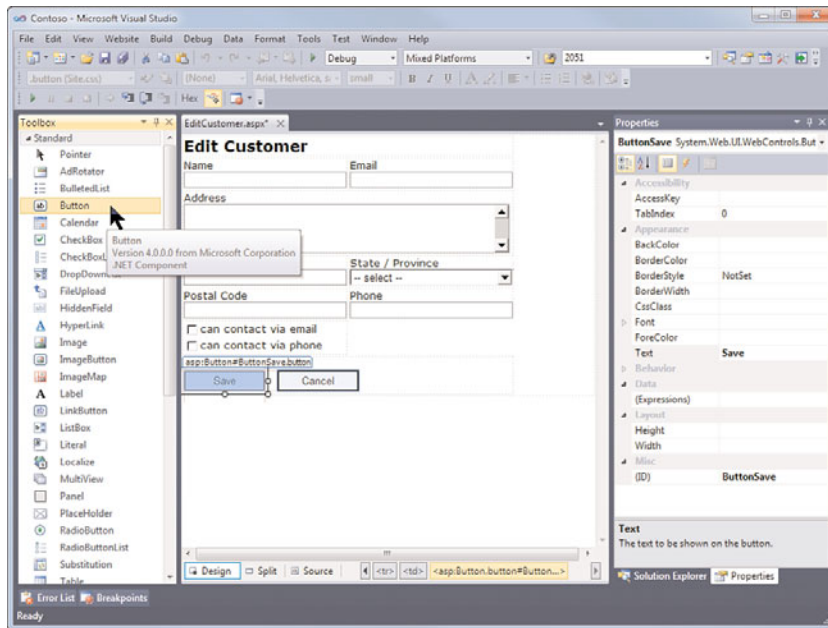 Contoso - Microsoft Visual Studio
File Edit View Website Build Debug Data Format Tools Test Window Help
Debug Mixed Platforms 2051
.button (Site.css) (None) Arial, Helvetica, s small B I U
Hex
Toolbox
Standard
Pointer
AdRotator
BulletedList
Button
Calendar
CheckBox
CheckBoxL
DropDown
FileUpload
HiddenField
HyperLink
Image
ImageButton
ImageMap
Label
LinkButton
ListBox
Literal
Localize
MultiView
Panel
PlaceHolder
RadioButton
RadioButtonList
Substitution
Table
Button
Version 4.0.0.0 from Microsoft Corporation
.NET Component
EditCustomer.aspx*
Edit Customer
Name Email
Address
State / Province
-- select --
Postal Code Phone
can contact via email
can contact via phone
asp:Button#ButtonSave.button
Save Cancel
Design Split Source <tr> <td> <asp:Button.button#Button...>
Properties
ButtonSave System.Web.UI.WebControls.But
Accessibility
AccessKey
TabIndex 0
Appearance
BackColor
BorderColor
BorderStyle NotSet
BorderWidth
CssClass
Font
ForeColor
Text Save
Behavior
Data
(Expressions)
Layout
Height
Width
Misc
(ID) ButtonSave
Text
The text to be shown on the button.
Solution Explorer Properties
Error List Breakpoints
Ready